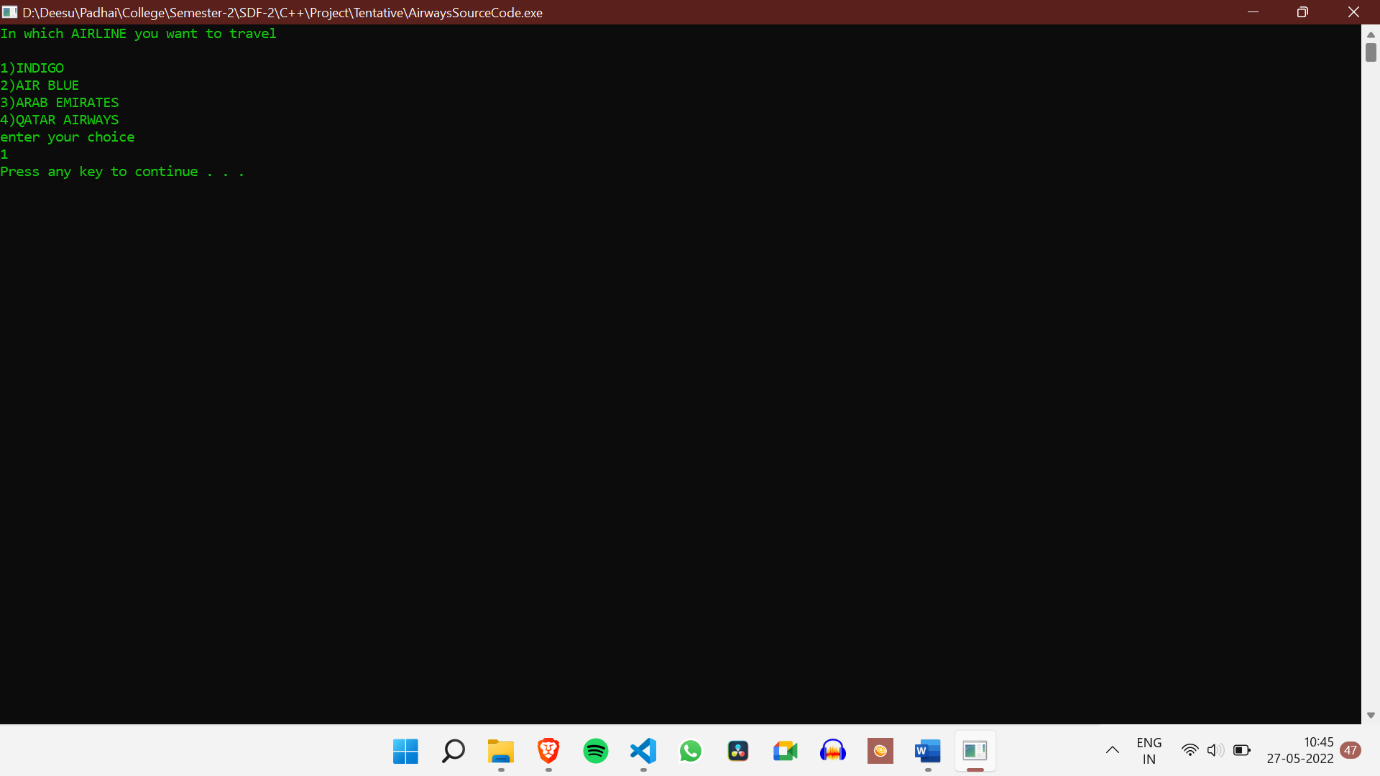 D:\Deesu\Padhai\College\Semester-2\SDF-2\C++\Project\Tentative\AirwaysSourceCode.exe
In which AIRLINE you want to travel
1)INDIGO
2)AIR BLUE
3)ARAB EMIRATES
4)QATAR AIRWAYS
enter your choice
1
Press any key to continue . . .
W
ENG
IN
10:45
27-05-2022
47